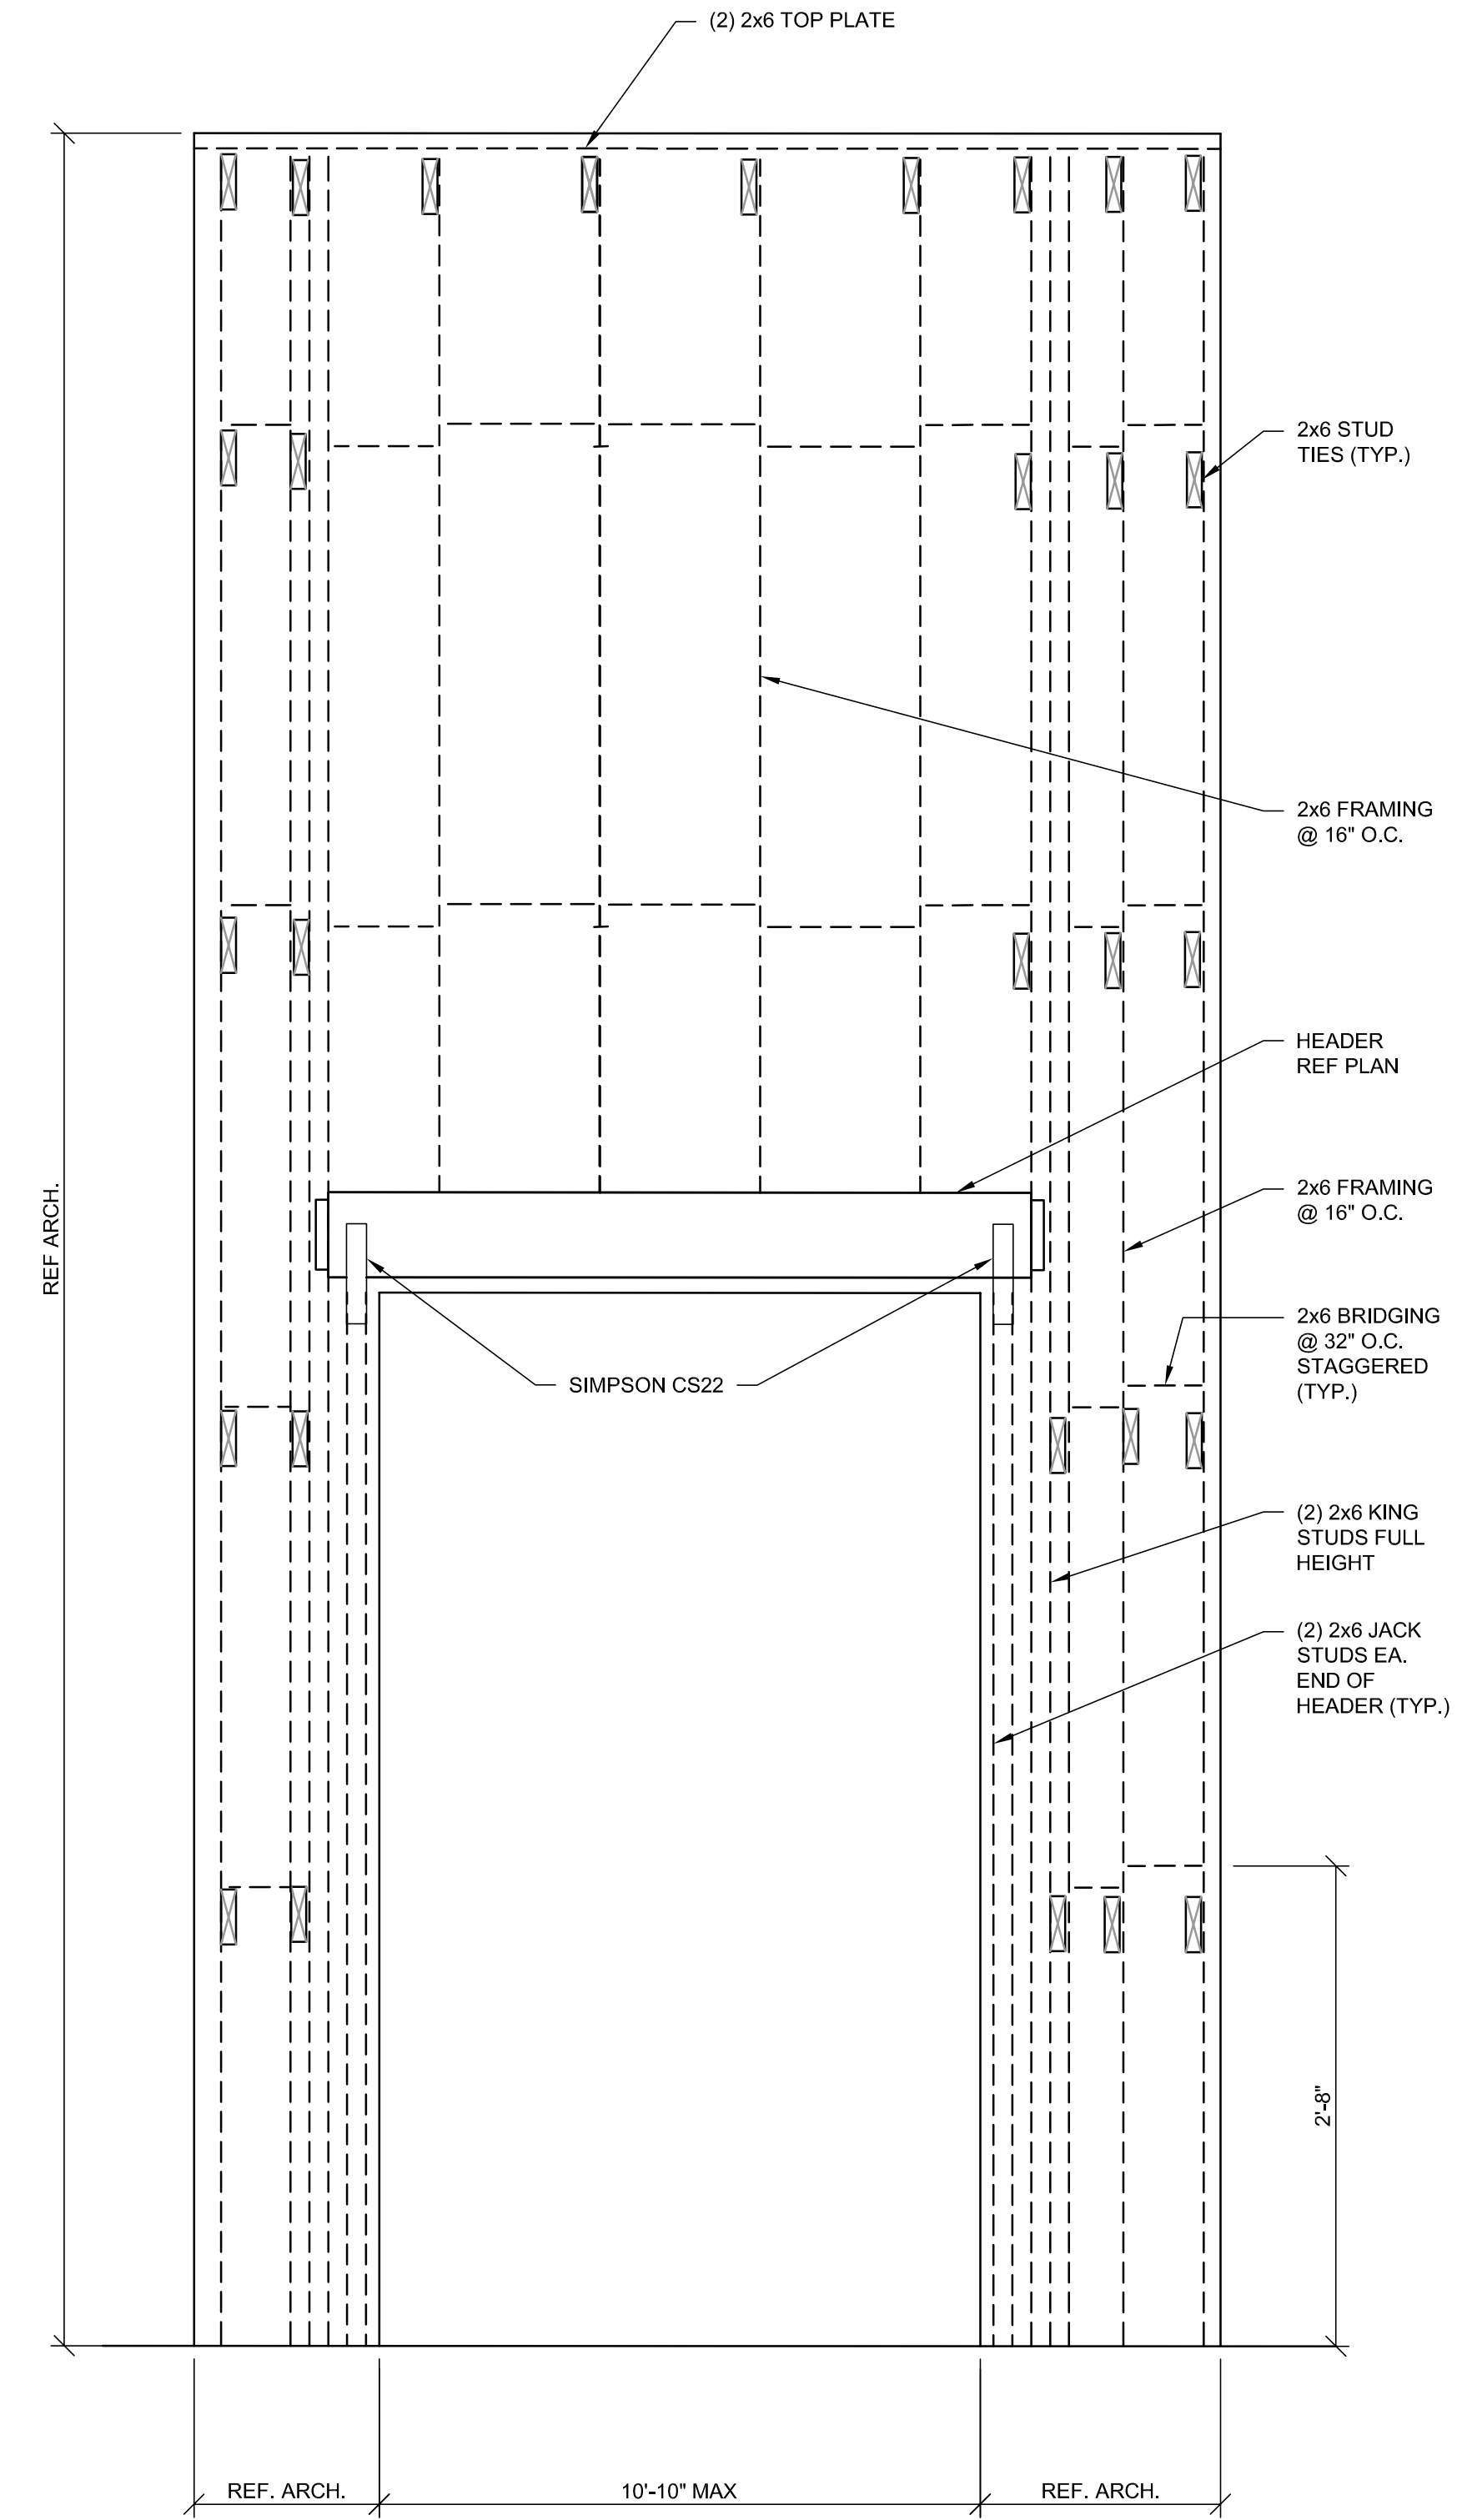 (2) 2x6 TOP PLATE
2x6 STUD
TIES (TYP.)
2x6 FRAMING
@ 16" O.C.
HEADER
REF PLAN
2x6 FRAMING
@ 16" O.C.
REF ARCH.
2x6 BRIDGING
@ 32" O.C.
STAGGERED
(TYP.)
SIMPSON CS22
(2) 2x6 KING
STUDS FULL
HEIGHT
(2) 2x6 JACK
STUDS EA.
END OF
HEADER (TYP.)
2'-8"
REF. ARCH.
10'-10" MAX
REF. ARCH.